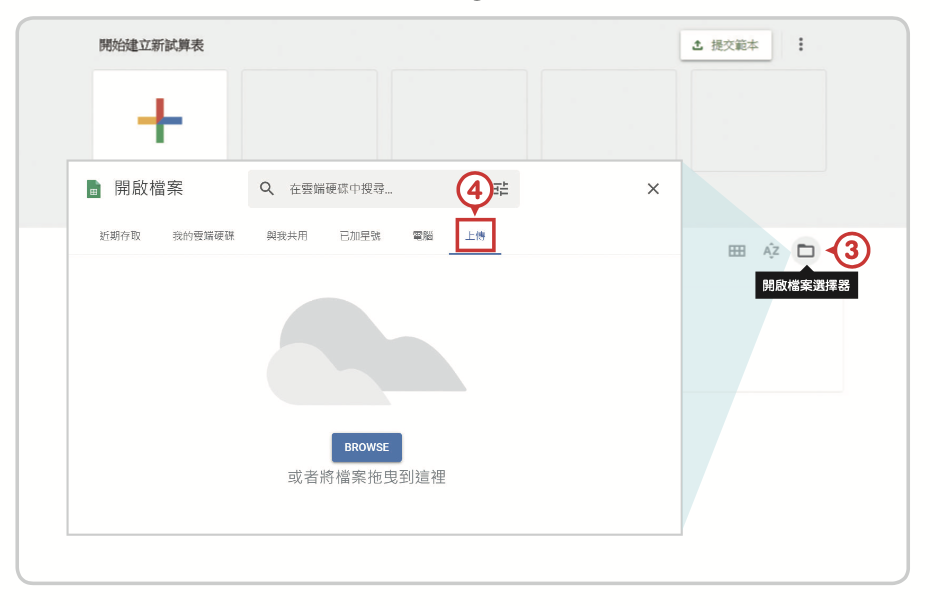 開始建立新試算表
提交範本
開啟檔案
在雲端硬碟中搜尋...
④
近期存取
我的雲端硬碟
與我共用
已加星號
電腦
上傳
③
開啟檔案選擇器
BROWSE
或者將檔案拖曳到這裡